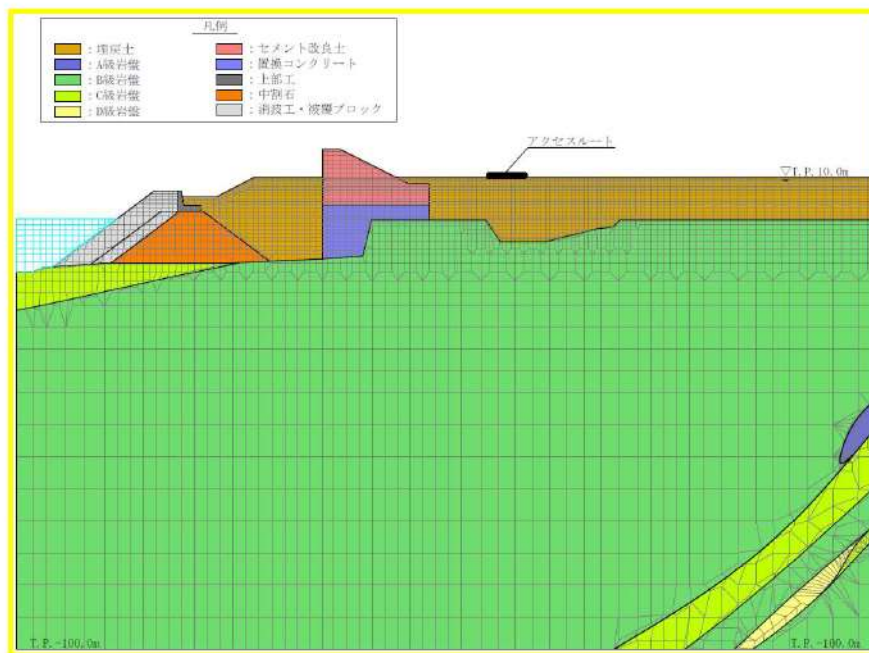 凡例
：埋戻土
：A級岩盤
：B級岩盤
：C級岩盤
：D級岩盤
：セメント改良土
：置換コンクリート
：上部工
：中割石
：消波工・被覆ブロック
アクセスルート
▽T.P.10.0m
T.P.-100.0m
T.P.-100.0m